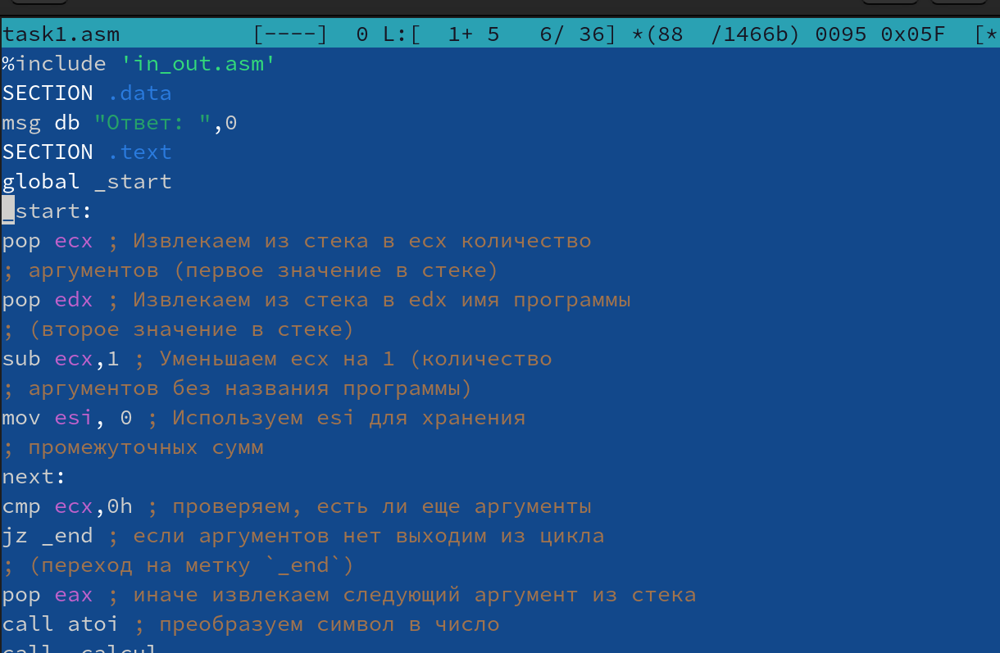 task1.asm [----] 0 L:[ 1+ 5 6/ 36] *(88 /1466b) 0095 0x05F [*
%include 'in_out.asm'
SECTION .data
msg db "Ответ: ",0
SECTION .text
global _start
_start:
pop ecx ; Извлекаем из стека в ecx количество
; аргументов (первое значение в стеке)
pop edx ; Извлекаем из стека в edx имя программы
; (второе значение в стеке)
sub ecx,1 ; Уменьшаем ecx на 1 (количество
; аргументов без названия программы)
mov esi, 0 ; Используем esi для хранения
; промежуточных сумм
next:
cmp ecx,0h ; проверяем, есть ли еще аргументы
jz _end ; если аргументов нет выходим из цикла
; (переход на метку `_end`)
pop eax ; иначе извлекаем следующий аргумент из стека
call atoi ; преобразуем символ в число
call _calcul